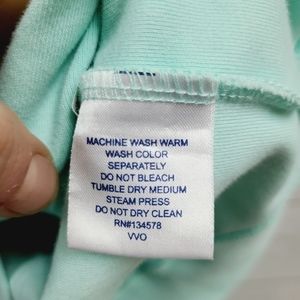 MACHINE WASH WARM
WASH COLOR
SEPARATELY
DO NOT BLEACH
TUMBLE DRY MEDIUM
STEAM PRESS
DO NOT DRY CLEAN
RN#134578
VVO